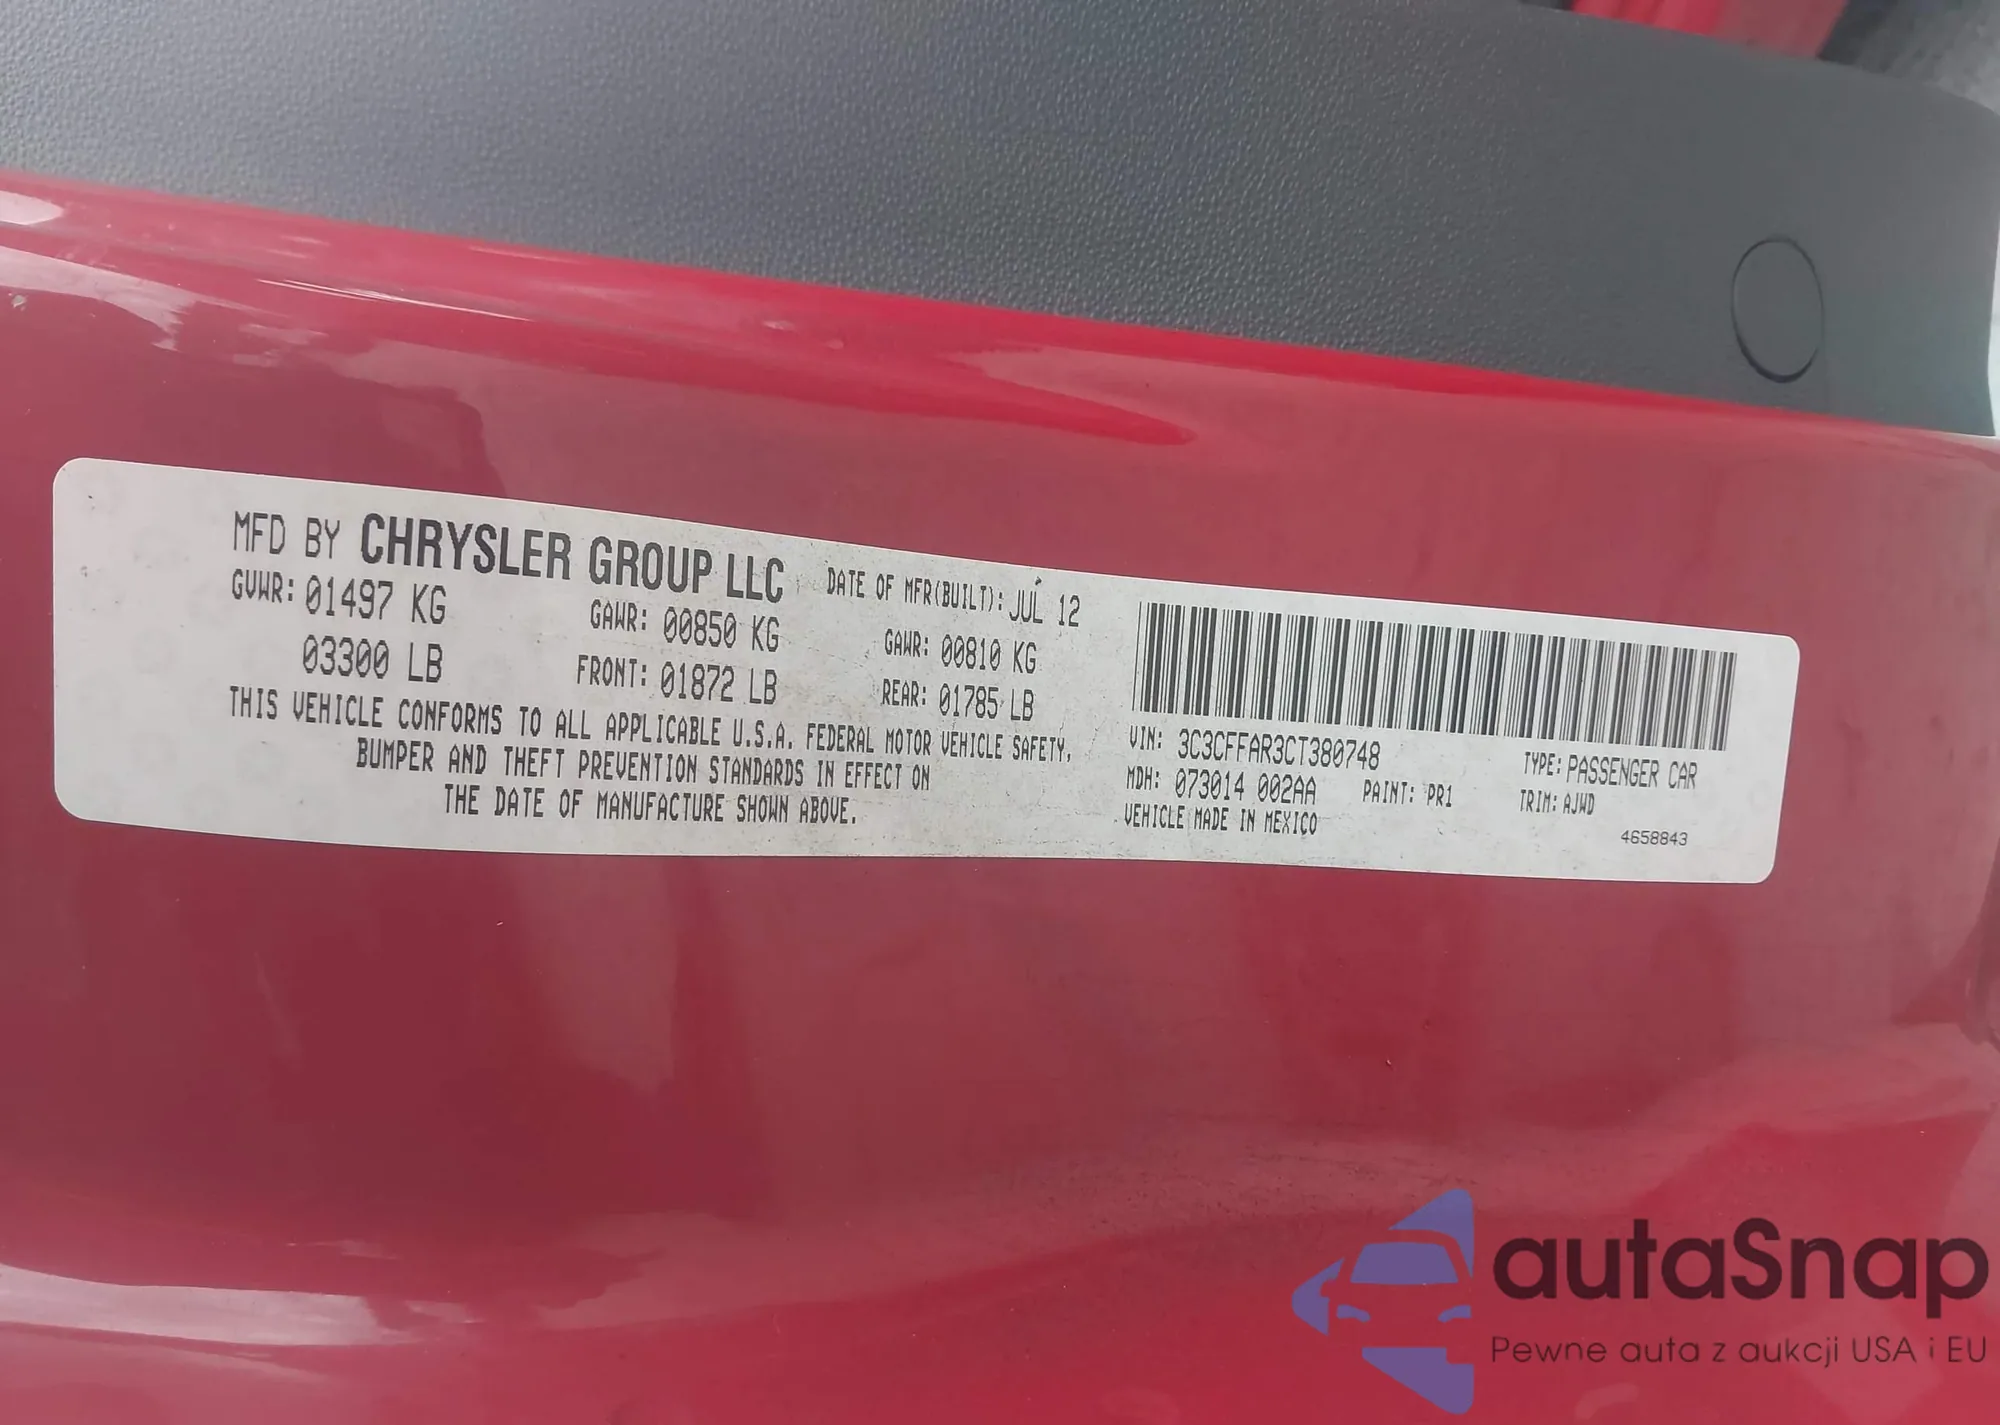 MFD BY CHRYSLER GROUP LLC DATE OF MFR(BUILT): JUL 12
GVWR: 01497 KG GAWR: 00850 KG GAWR: 00810 KG
03300 LB FRONT: 01872 LB REAR: 01785 LB
THIS VEHICLE CONFORMS TO ALL APPLICABLE U.S.A. FEDERAL MOTOR VEHICLE SAFETY,
BUMPER AND THEFT PREVENTION STANDARDS IN EFFECT ON
THE DATE OF MANUFACTURE SHOWN ABOVE.
VIN: 3C3CFFAR3CT380748 TYPE: PASSENGER CAR
MDH: 073014 002AA PAINT: PR1 TRIM: AJWD
VEHICLE MADE IN MEXICO
4658843
autaSnap
Pewne auta z aukcji USA i EU